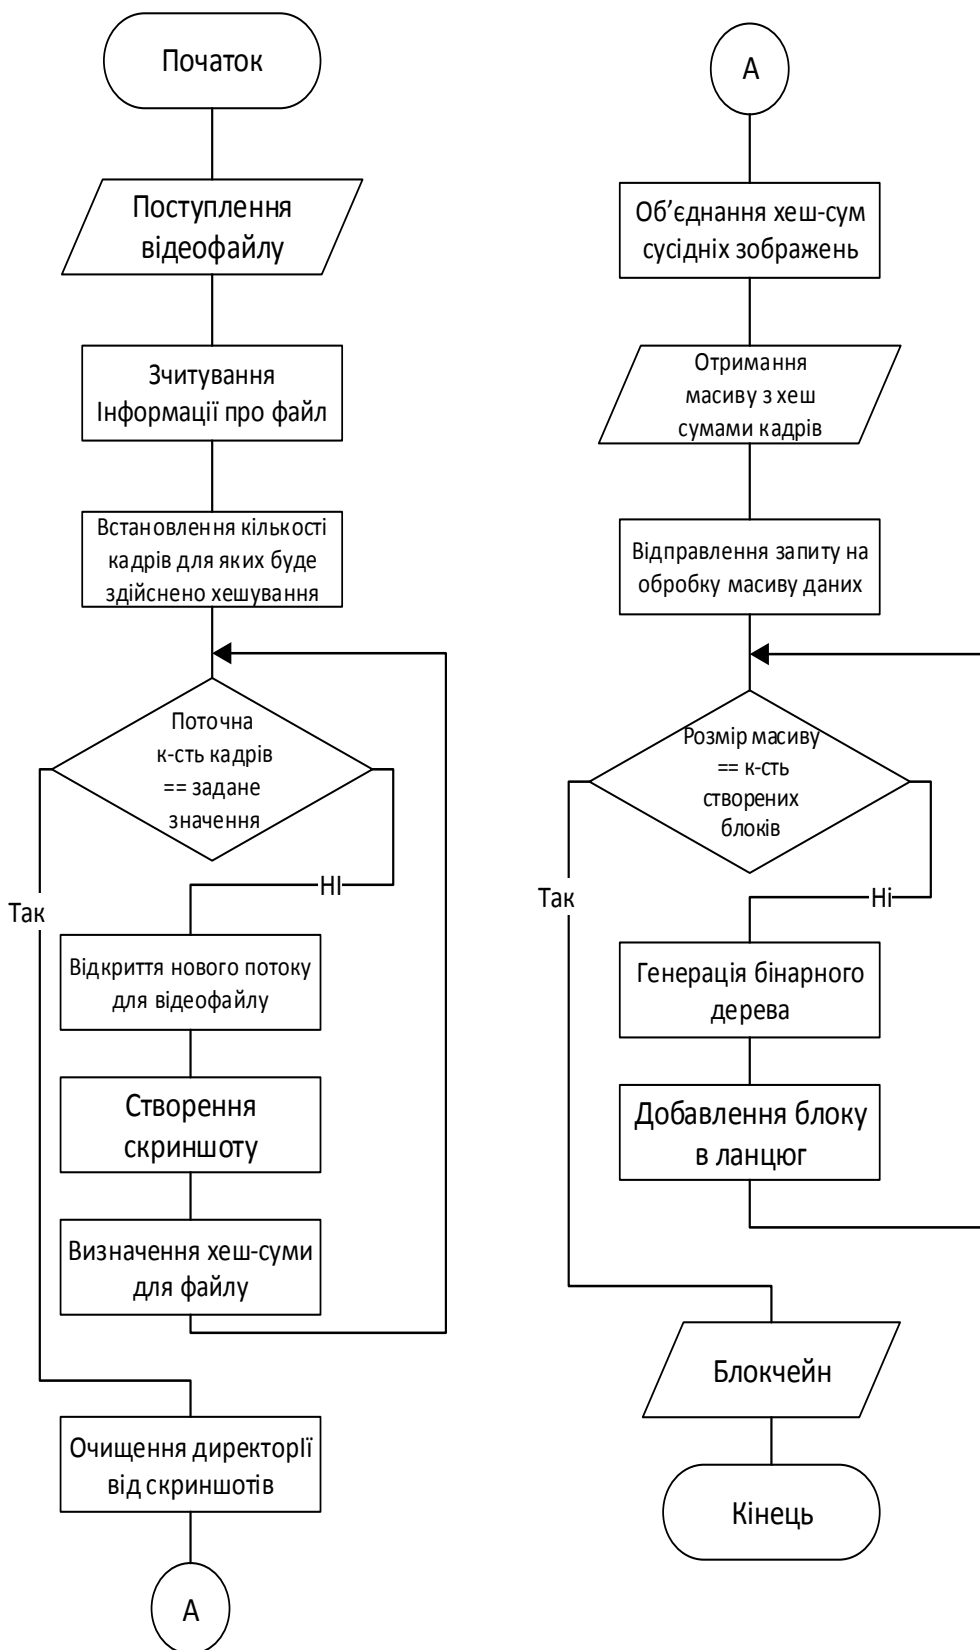 Початок
Поступлення
відеофайлу
Зчитування
Інформації про файл
Встановлення кількості
кадрів для яких буде
здійснено хешування
Поточна
к-сть кадрів
== задане
значення
НІ
Так
Відкриття нового потоку
для відеофайлу
Створення
скриншоту
Визначення хеш-суми
для файлу
Очищення директорІї
від скриншотів
А
А
Об’єднання хеш-сум
сусідніх зображень
Отримання
масиву з хеш
сумами кадрів
Відправлення запиту на
обробку масиву даних
Розмір масиву
== к-сть
створених
блоків
Так
Ні
Генерація бінарного
дерева
Добавлення блоку
в ланцюг
Блокчейн
Кінець